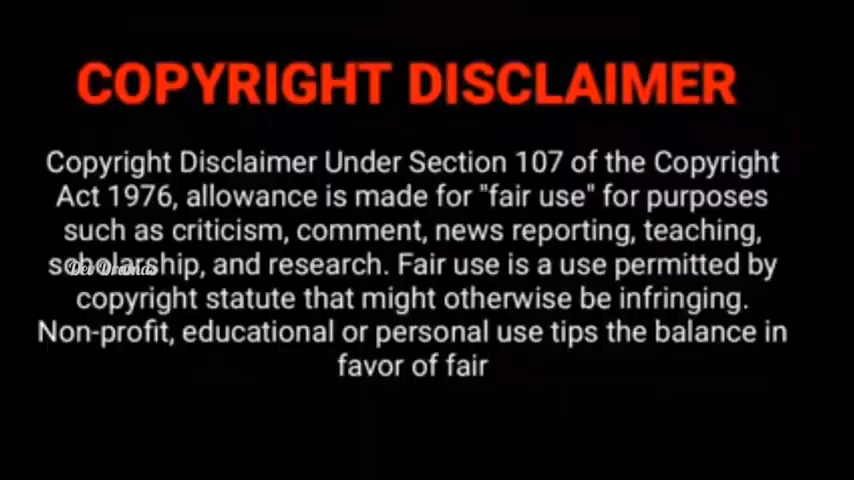 COPYRIGHT DISCLAIMER
Copyright Disclaimer Under Section 107 of the Copyright
Act 1976, allowance is made for "fair use" for purposes
such as criticism, comment, news reporting, teaching,
scholarship, and research. Fair use is a use permitted by
copyright statute that might otherwise be infringing.
Non-profit, educational or personal use tips the balance in
favor of fair